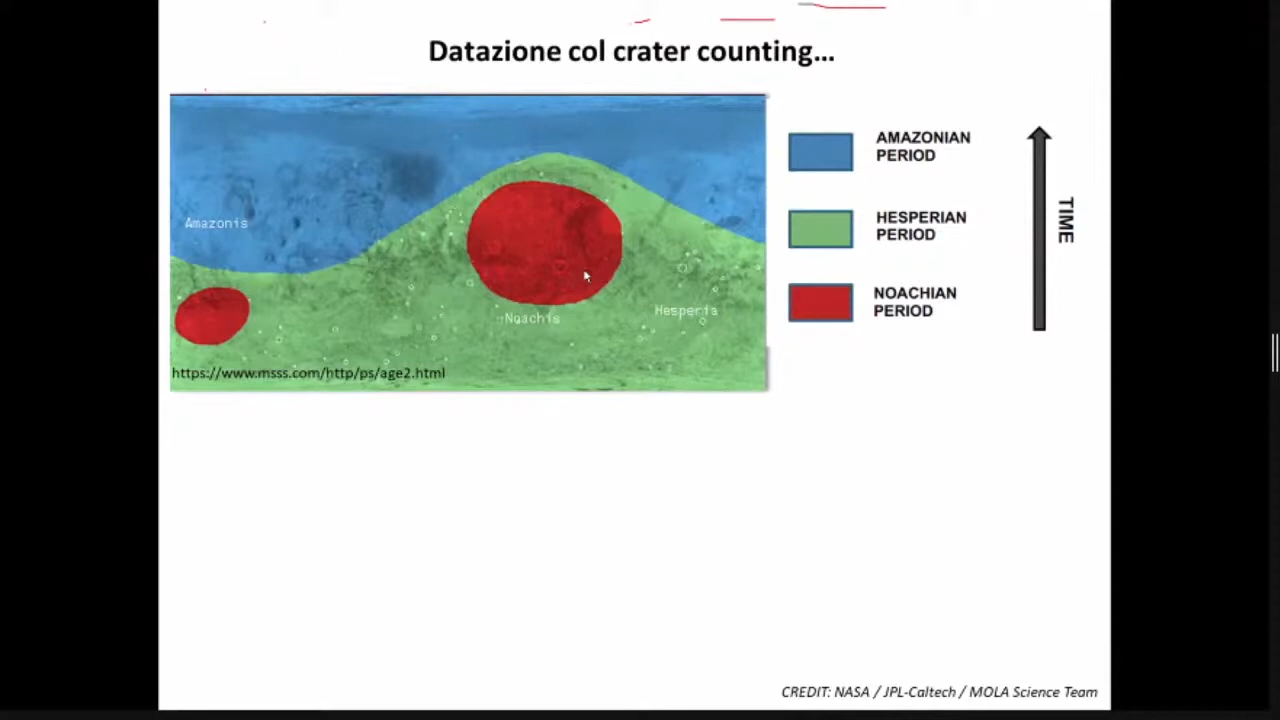 Datazione col crater counting...
Amazonis
Noachis
Hesperia
https://www.msss.com/http/ps/age2.html
AMAZONIAN
PERIOD
HESPERIAN
PERIOD
NOACHIAN
PERIOD
TIME
CREDIT: NASA / JPL-Caltech / MOLA Science Team